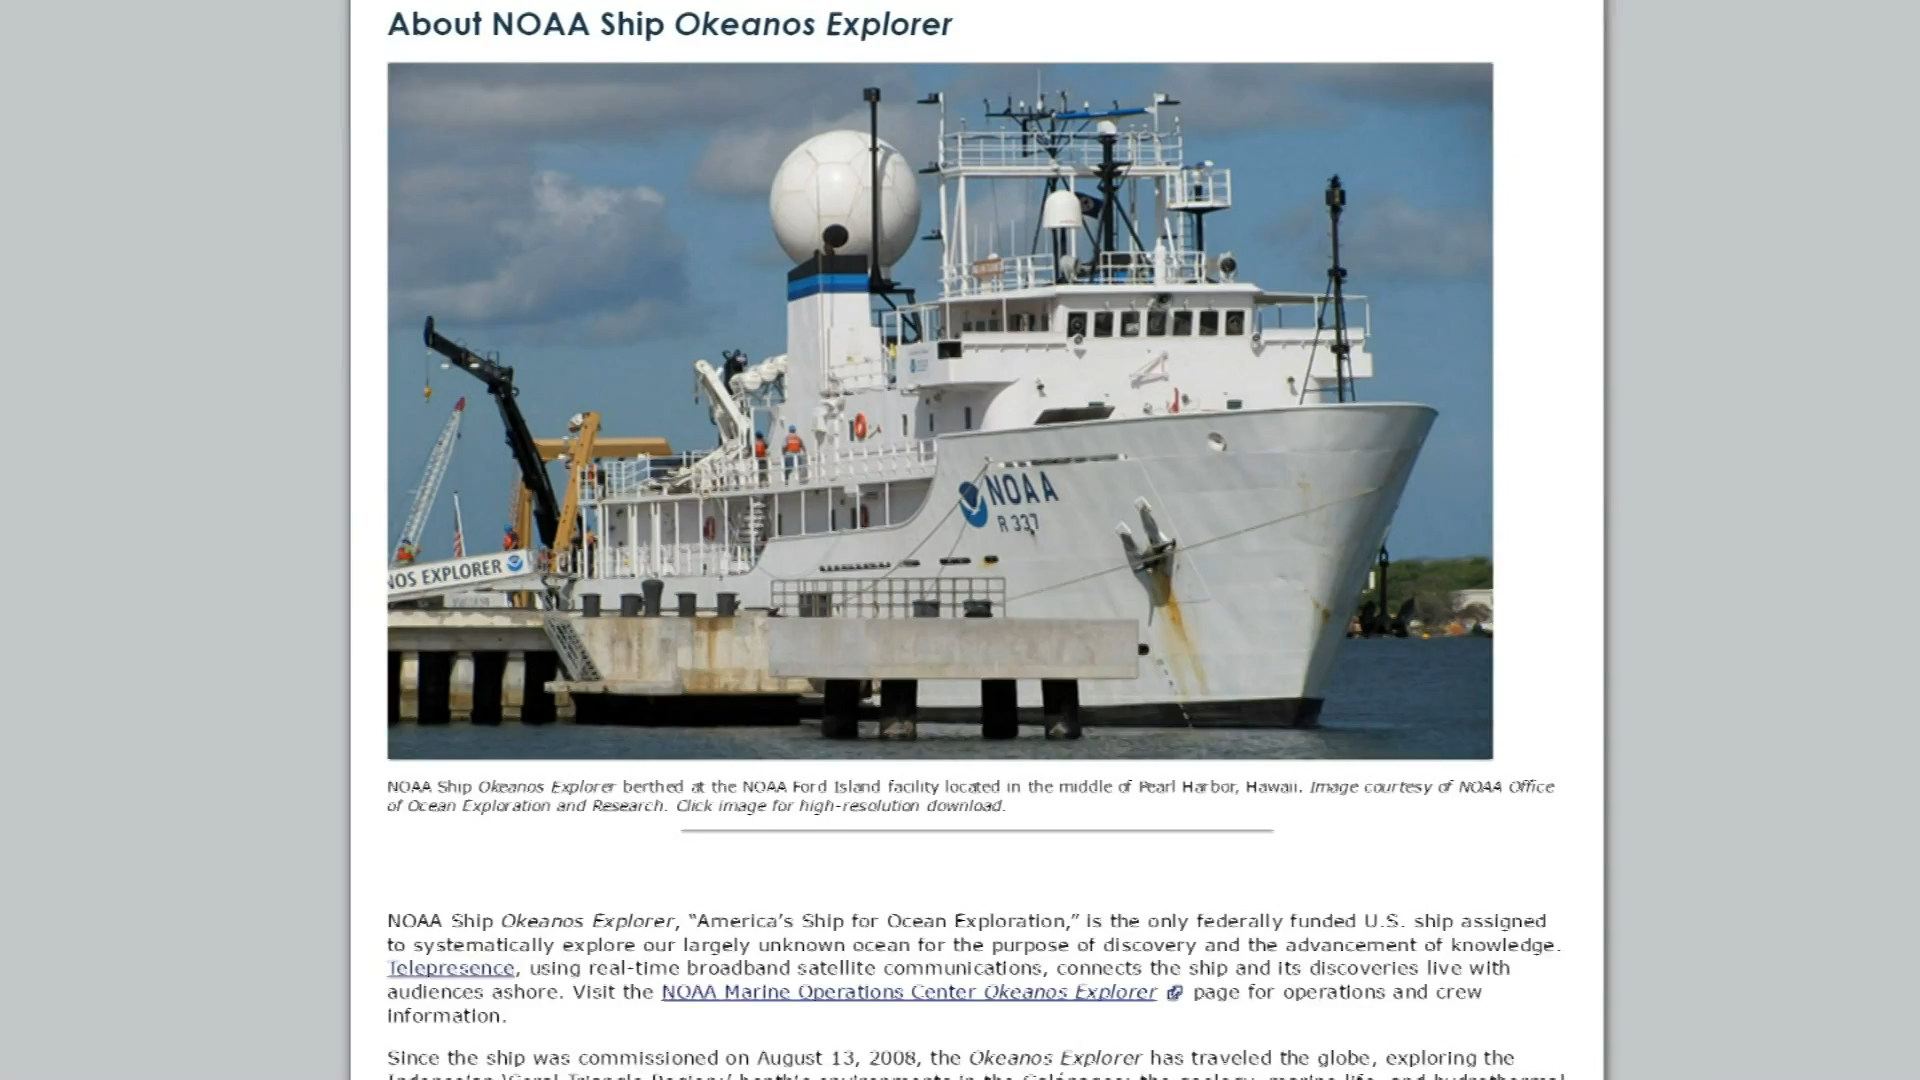 About NOAA Ship Okeanos Explorer
NOAA
R 337
NOS EXPLORER
NOAA Ship Okeanos Explorer berthed at the NOAA Ford Island facility located in the middle of Pearl Harbor, Hawaii. Image courtesy of NOAA Office
of Ocean Exploration and Research. Click image for high-resolution download.
NOAA Ship Okeanos Explorer, “America’s Ship for Ocean Exploration,” is the only federally funded U.S. ship assigned
to systematically explore our largely unknown ocean for the purpose of discovery and the advancement of knowledge.
Telepresence, using real-time broadband satellite communications, connects the ship and its discoveries live with
audiences ashore. Visit the NOAA Marine Operations Center Okeanos Explorer page for operations and crew
information.
Since the ship was commissioned on August 13, 2008, the Okeanos Explorer has traveled the globe, exploring the